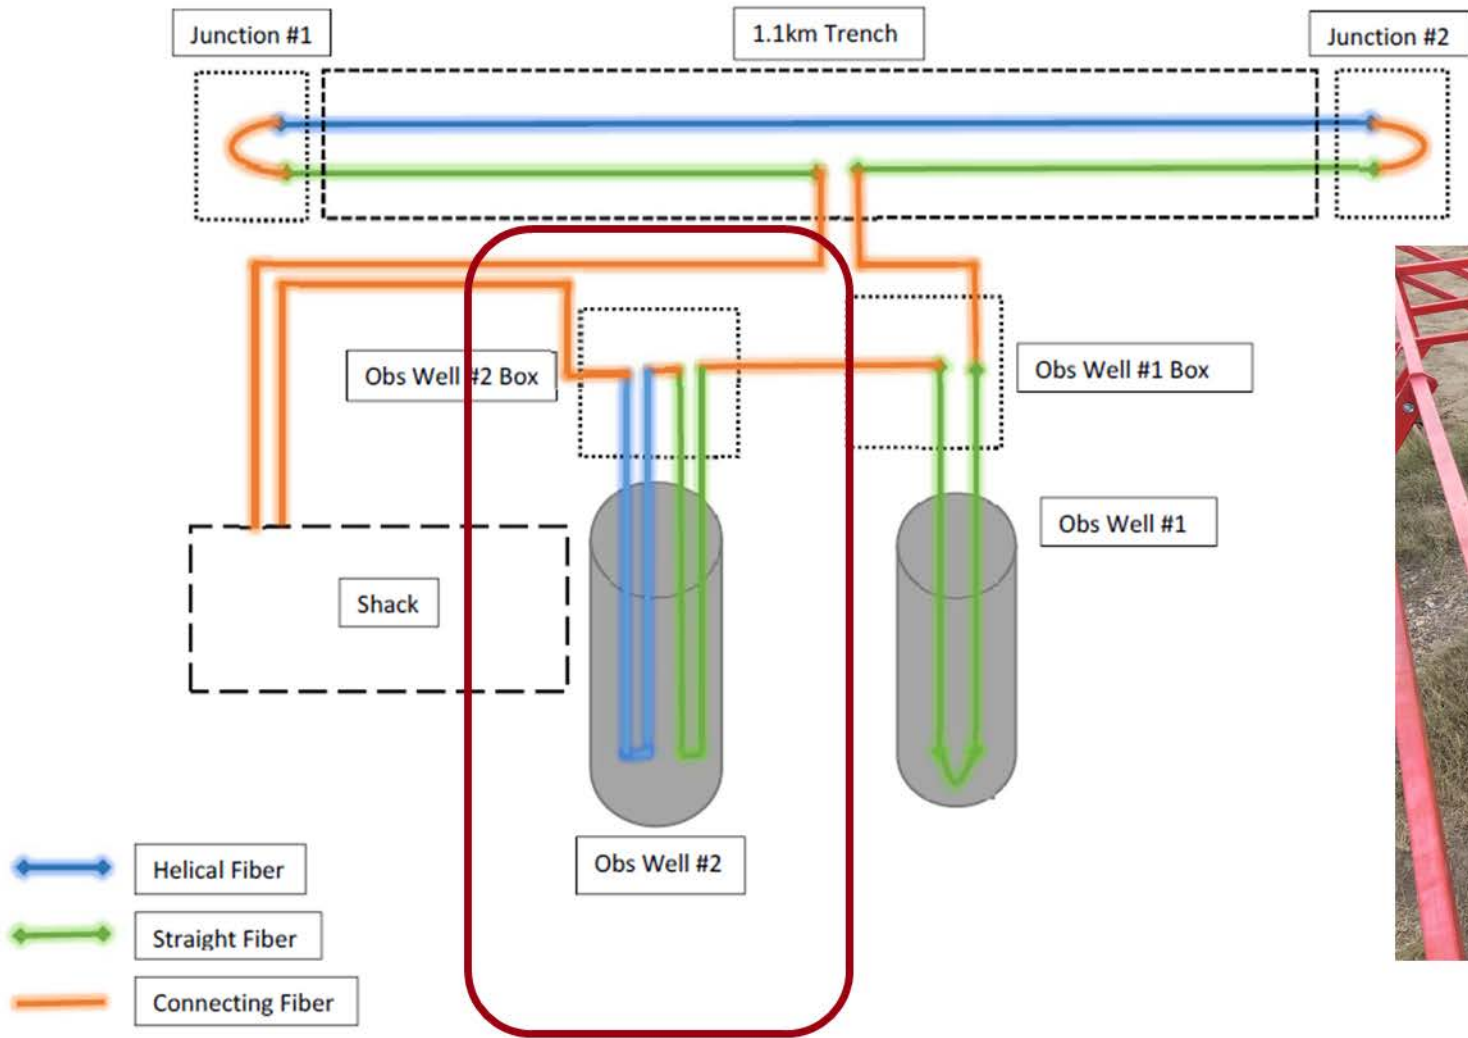 Junction #1
1.1km Trench
Junction #2
Obs Well #2 Box
Obs Well #1 Box
Obs Well #1
Shack
Obs Well #2
Helical Fiber
Straight Fiber
Connecting Fiber